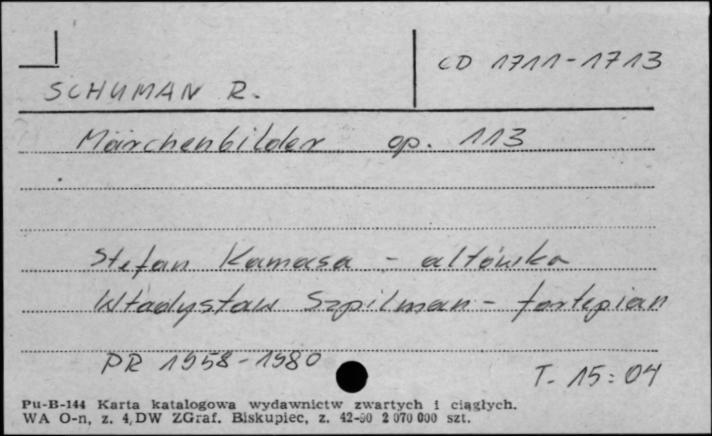 CD 1711-1713
SCHUMAN R.
Märchenbilder op. 113
Stefan Kamasa - altówka
Władysław Szpilman - fortepian
PR 1958-1980
T. 15:04
Pu-B-144 Karta katalogowa wydawnictw zwartych i ciągłych.
WA O-n, z. 4, DW ZGraf. Biskupiec, z. 42-90 2 070 000 szt.